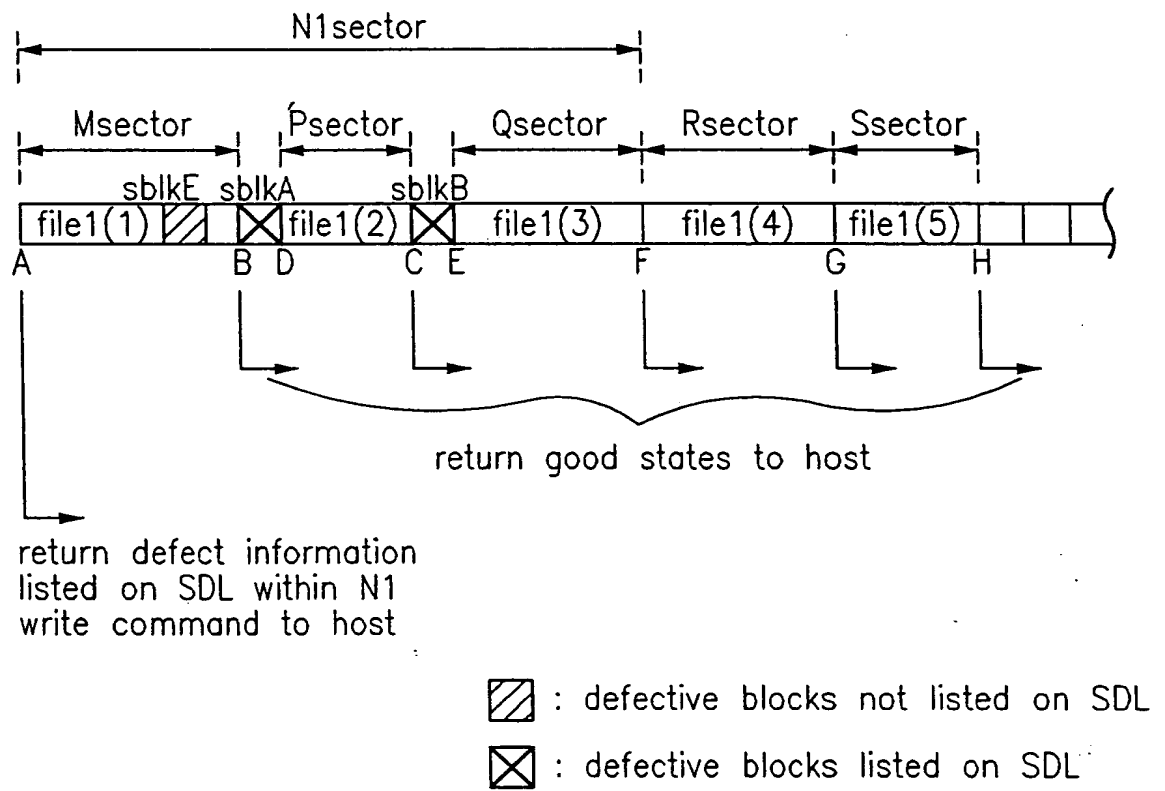 N1sector
Msector Psector Qsector Rsector Ssector
sblkE sblkA sblkB
file1(1) file1(2) file1(3) file1(4) file1(5)
A B D C E F G H
return good states to host
return defect information
listed on SDL within N1
write command to host
: defective blocks not listed on SDL
: defective blocks listed on SDL